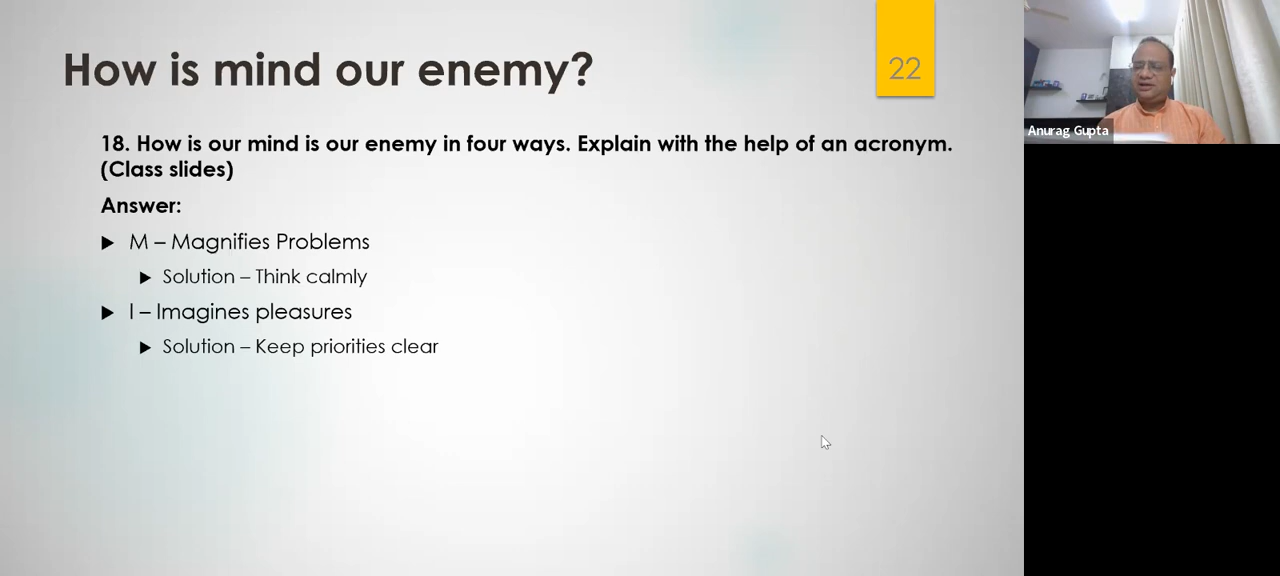 How is mind our enemy?
22
18. How is our mind is our enemy in four ways. Explain with the help of an acronym.
(Class slides)
Answer:
M – Magnifies Problems
Solution – Think calmly
I – Imagines pleasures
Solution – Keep priorities clear
Anurag Gupta